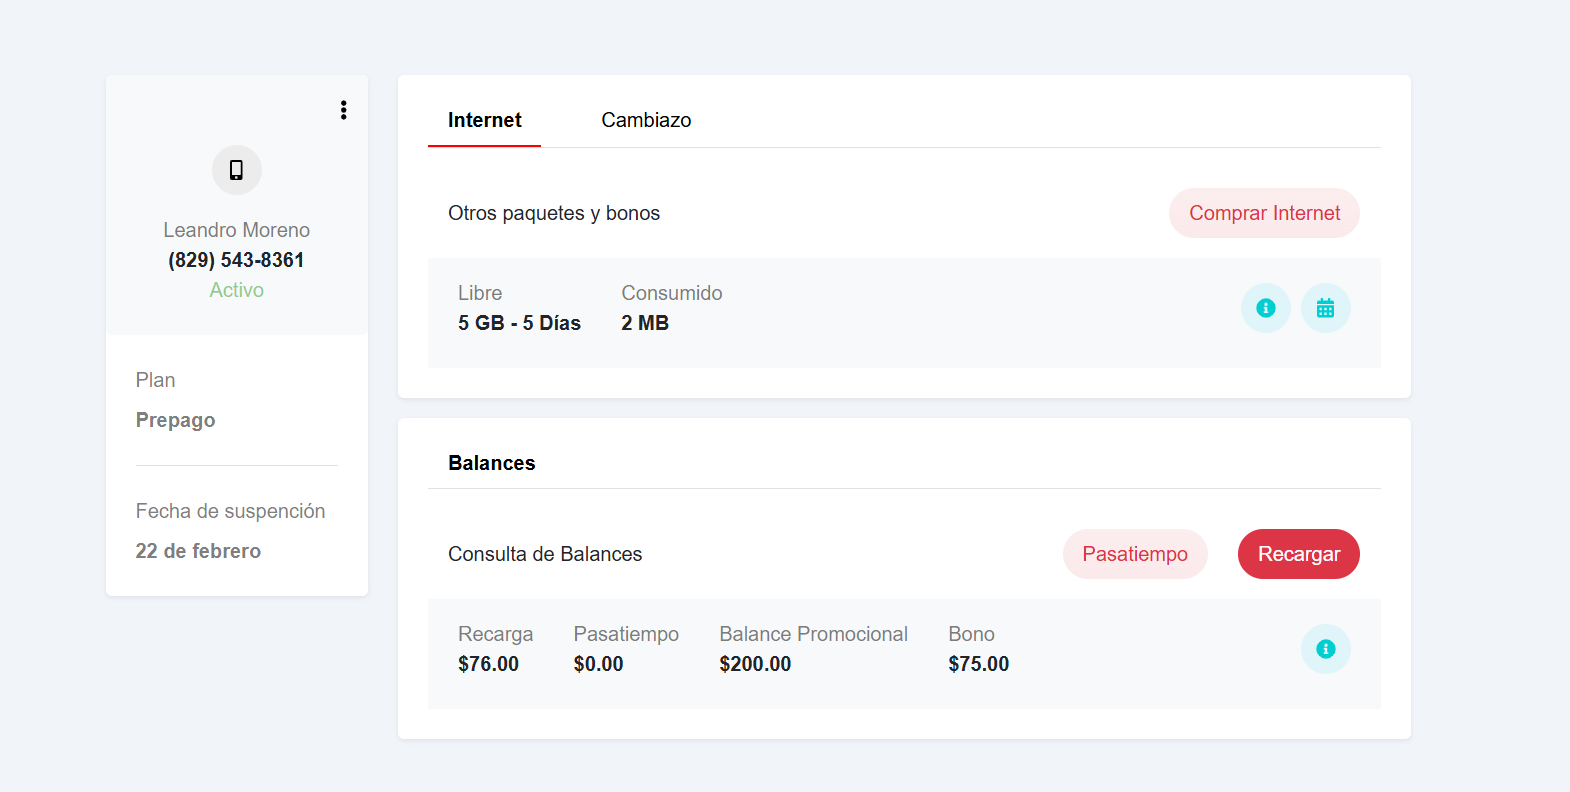 Leandro Moreno
(829) 543-8361
Activo
Plan
Prepago
Fecha de suspención
22 de febrero
Internet Cambiazo
Otros paquetes y bonos Comprar Internet
Libre Consumido
5 GB - 5 Días 2 MB
Balances
Consulta de Balances Pasatiempo Recargar
Recarga Pasatiempo Balance Promocional Bono
$76.00 $0.00 $200.00 $75.00